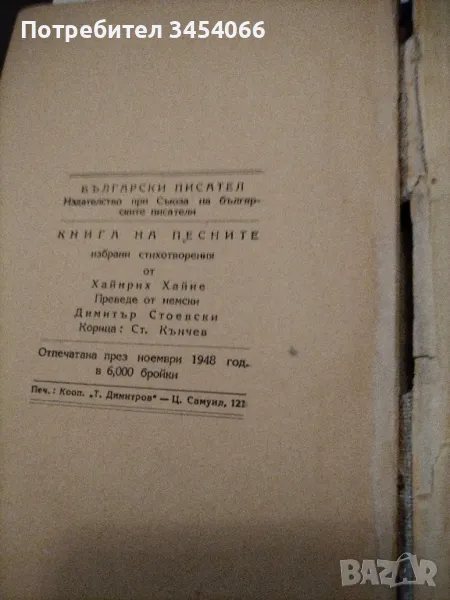 Потребител 3454066
БЪЛГАРСКИ ПИСАТЕЛ
Издателство при Съюза на българ-
ските писатели
КНИГА НА ПЕСНИТЕ
избрани стихотворения
от
Хайнрих Хайне
Преведе от немски
Димитър Стоевски
Корица: Ст. Кънчев
Отпечатана през ноември 1948 год.
в 6,000 бройки
Печ.: Кооп. „Т. Димитров" — Ц. Самуил, 121
BAZAR